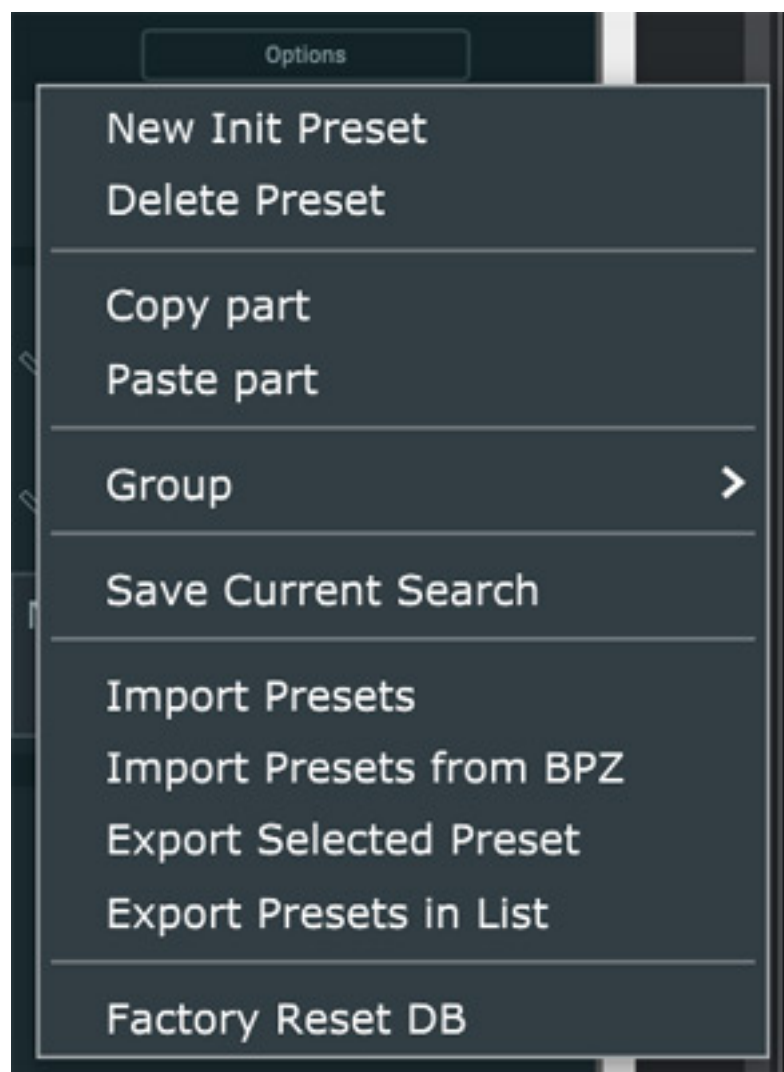 Options
New Init Preset
Delete Preset
Copy part
Paste part
Group
Save Current Search
Import Presets
Import Presets from BPZ
Export Selected Preset
Export Presets in List
Factory Reset DB